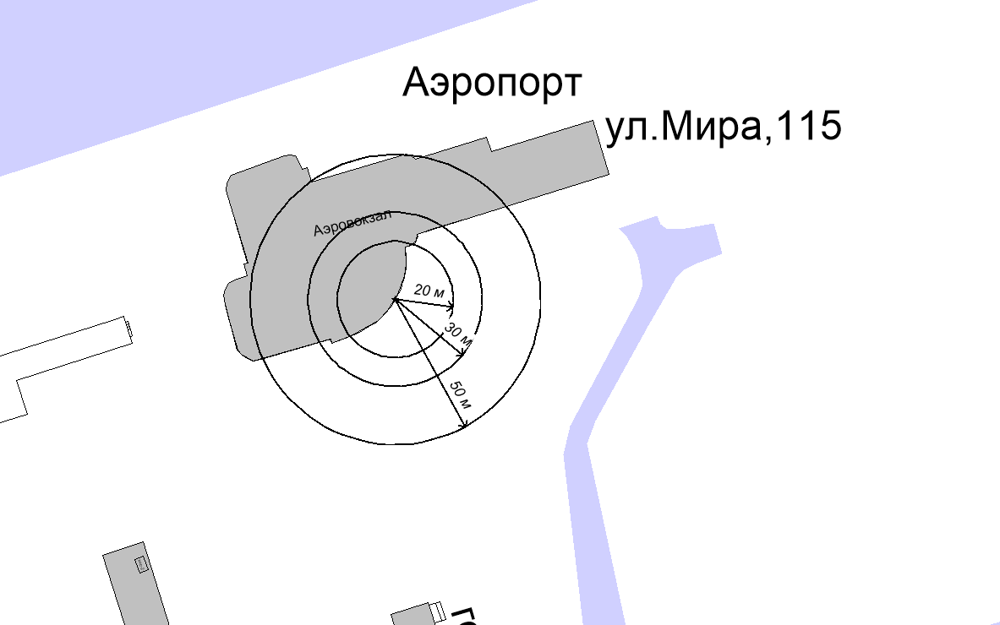 Аэропорт
ул.Мира,115
Аэровокзал
20 м
30 м
50 м